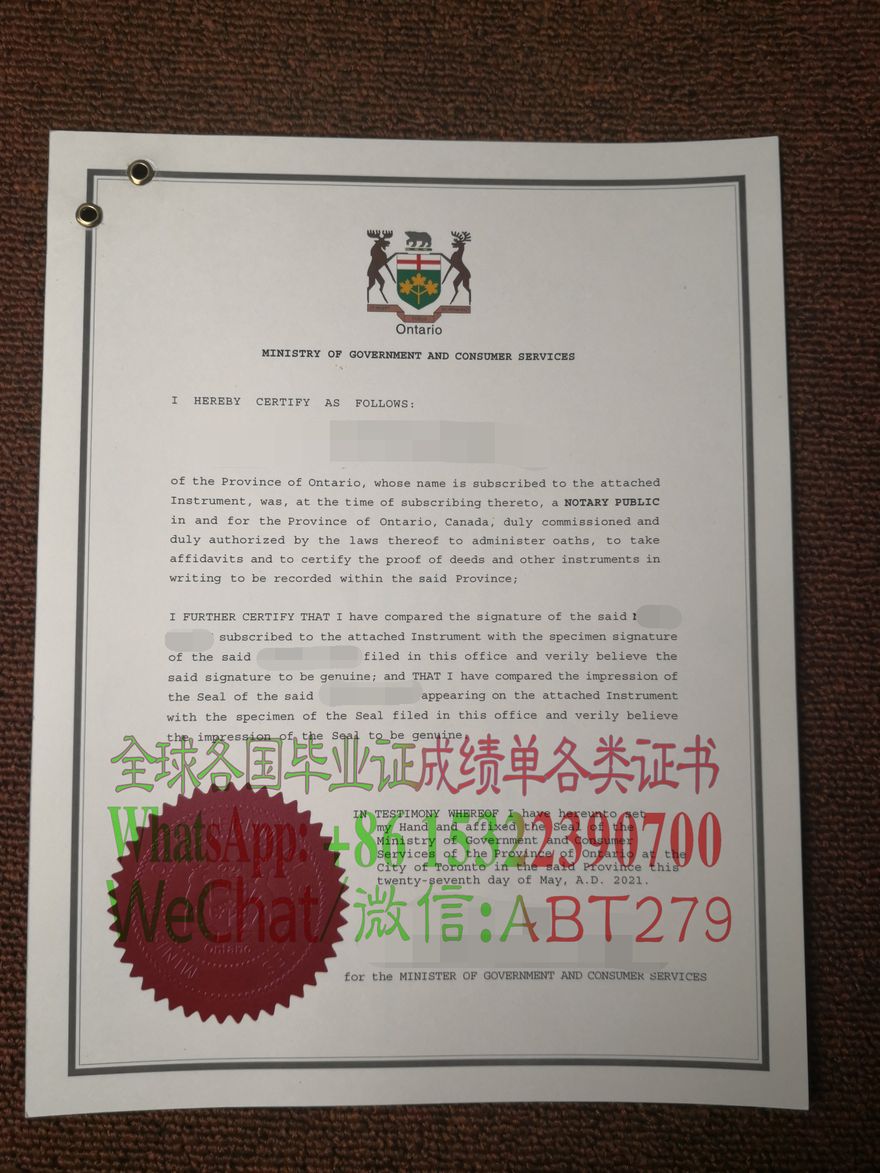 Ontario
MINISTRY OF GOVERNMENT AND CONSUMER SERVICES
I HEREBY CERTIFY AS FOLLOWS:
of the Province of Ontario, whose name is subscribed to the attached
Instrument, was, at the time of subscribing thereto, a NOTARY PUBLIC
in and for the Province of Ontario, Canada, duly commissioned and
duly authorized by the laws thereof to administer oaths, to take
affidavits and to certify the proof of deeds and other instruments in
writing to be recorded within the said Province;
I FURTHER CERTIFY THAT I have compared the signature of the said
subscribed to the attached Instrument with the specimen signature
of the said filed in this office and verily believe the
said signature to be genuine; and THAT I have compared the impression of
the Seal of the said appearing on the attached Instrument
with the specimen of the Seal filed in this office and verily believe
the impression of the Seal to be genuine.
全球各国毕业证成绩单各类证书
IN TESTIMONY WHEREOF I have hereunto set
my Hand and affixed the Seal of the
Ministry of Government and Consumer
Services of the Province of Ontario at the
City of Toronto in the said Province this
twenty-seventh day of May, A.D. 2021.
WhatsApp: +86 15922390700
WeChat/微信:ABT279
Ontario
for the MINISTER OF GOVERNMENT AND CONSUMER SERVICES